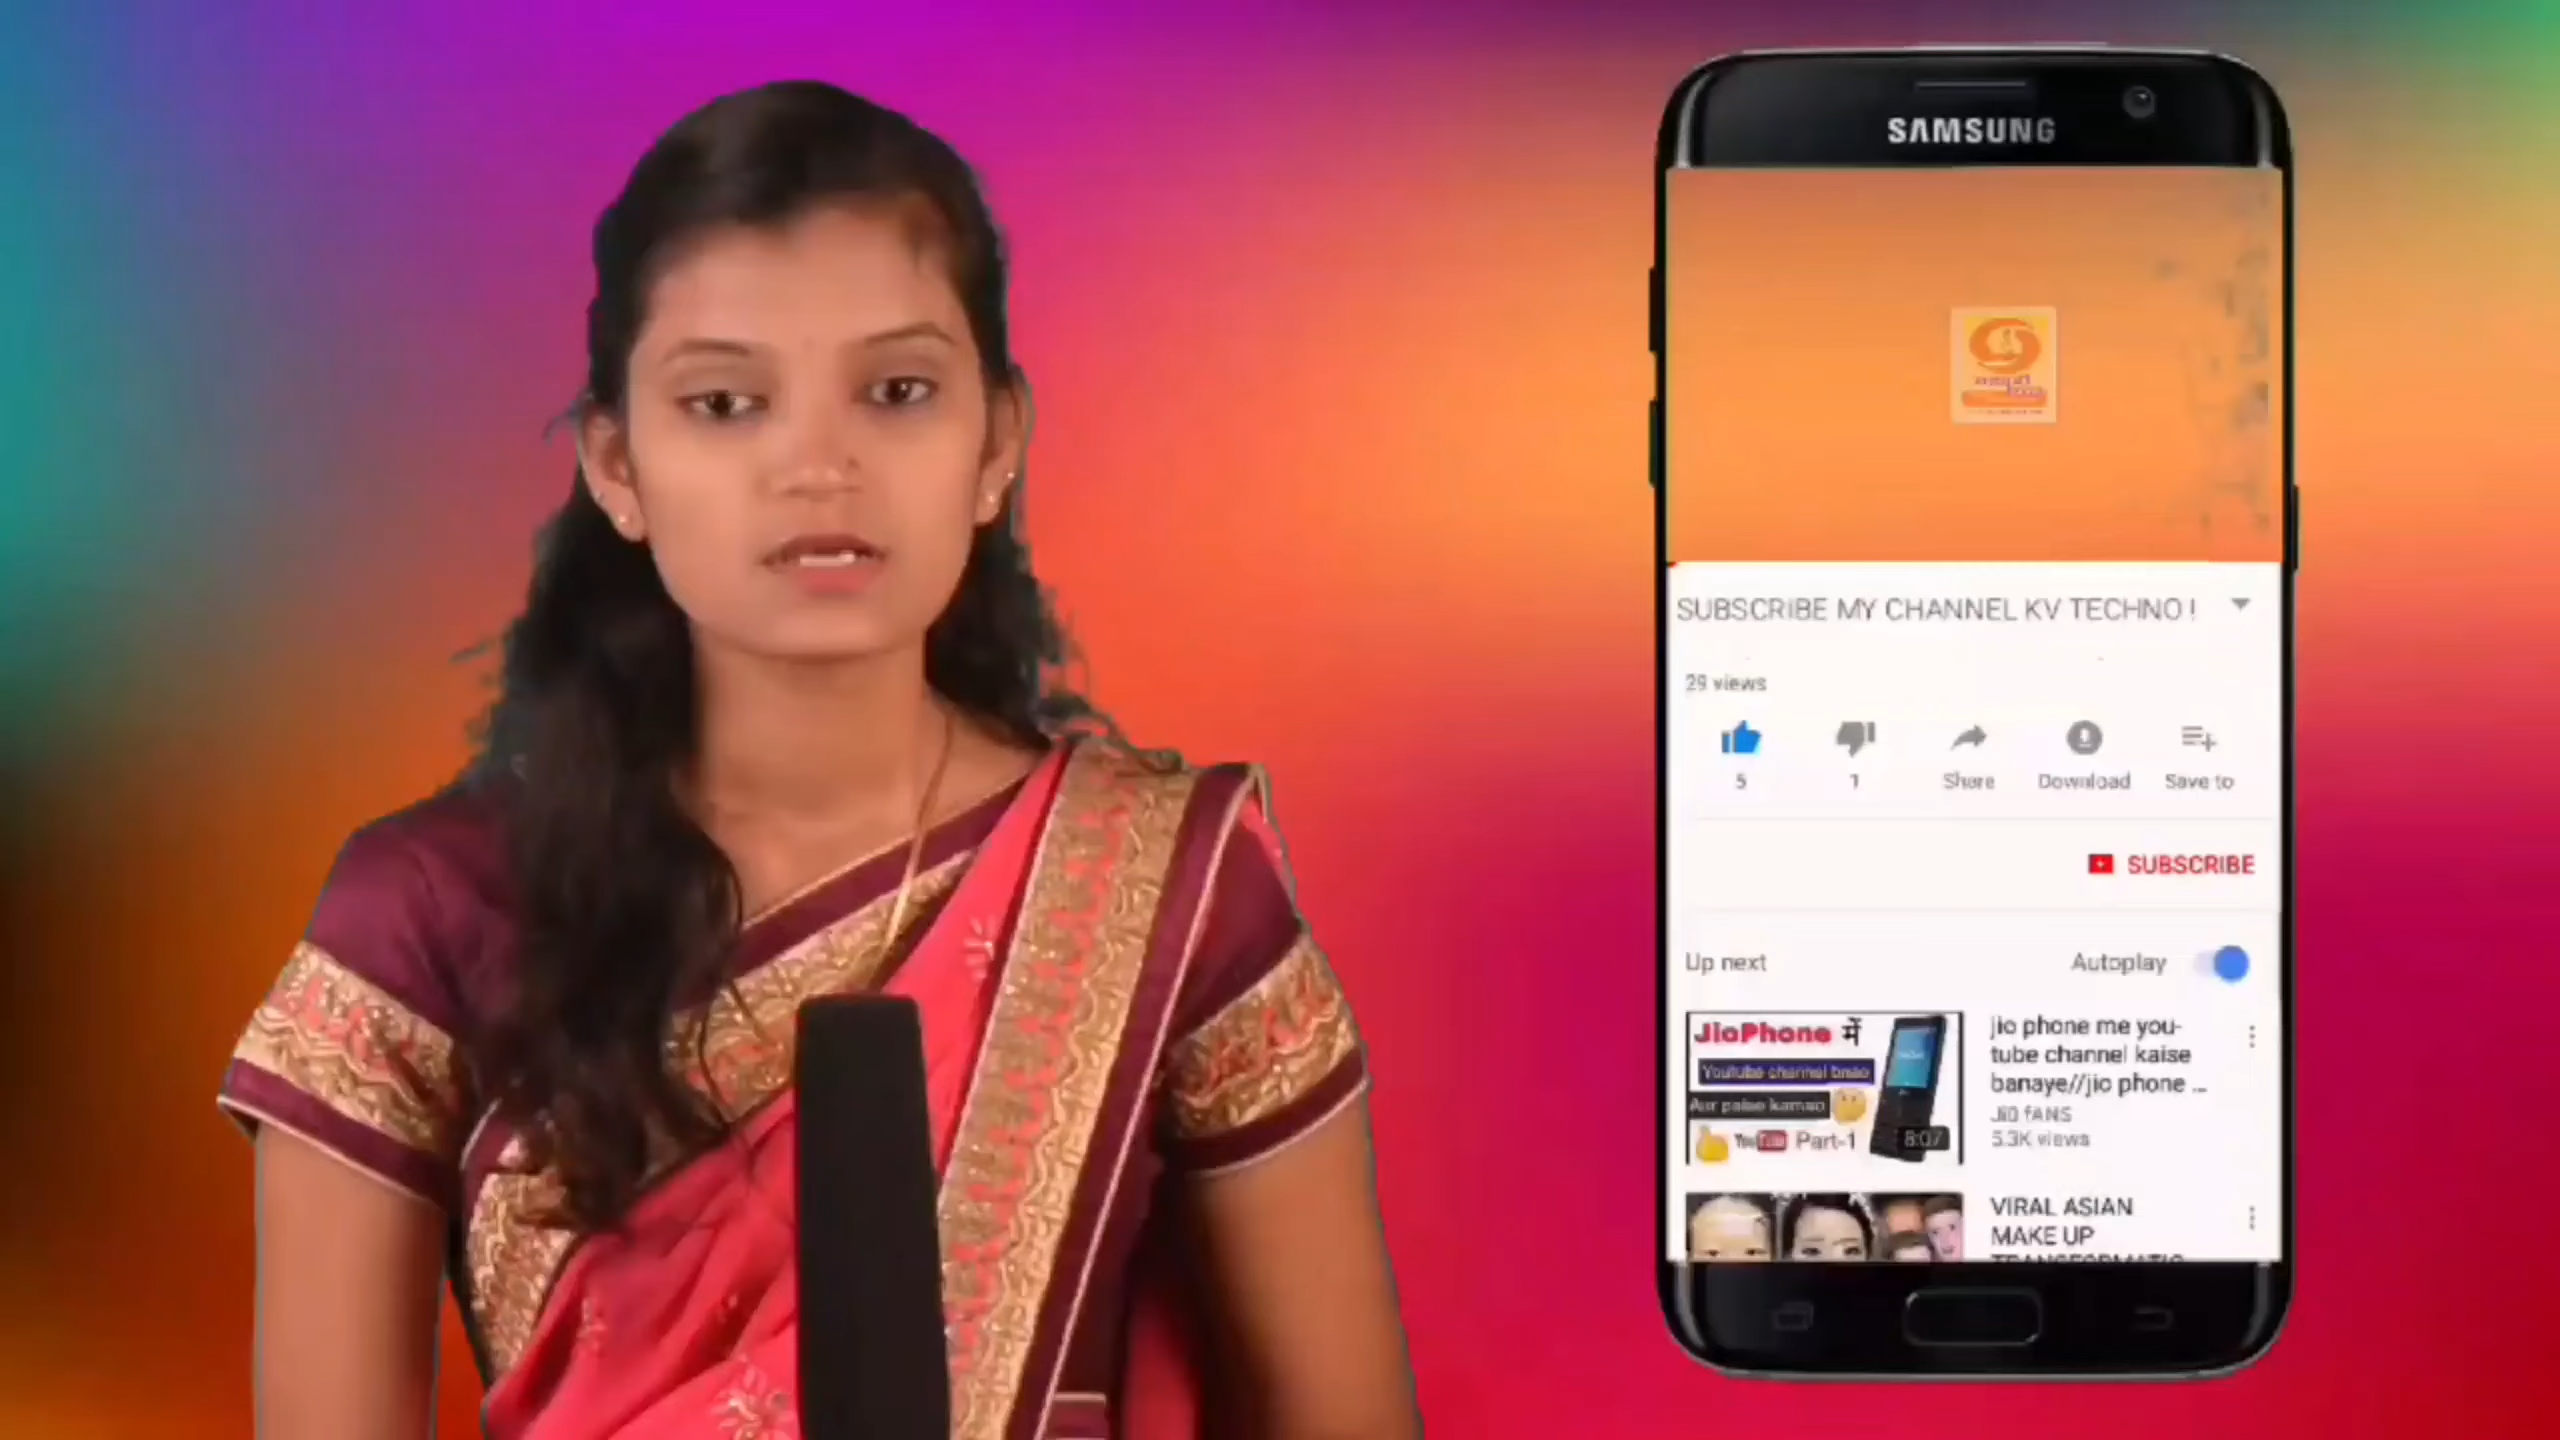 SAMSUNG
SUBSCRIBE MY CHANNEL KV TECHNO !
29 views
5
1
Share
Download
Save to
SUBSCRIBE
Up next
Autoplay
JioPhone में
Youtube channel bnao
Aur paise kamao
YouTube Part-1
8:07
jio phone me you-
tube channel kaise
banaye//jio phone ...
JIO fANS
5.3K views
VIRAL ASIAN
MAKE UP